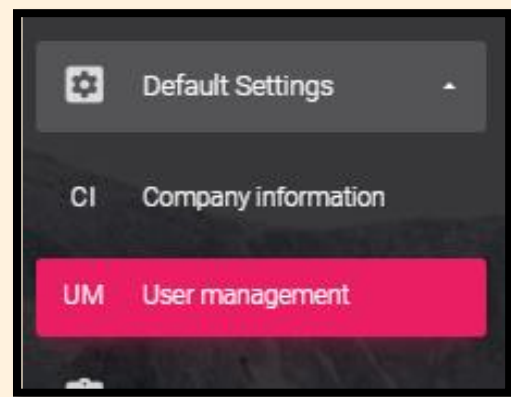 Default Settings
CI Company information
UM User management